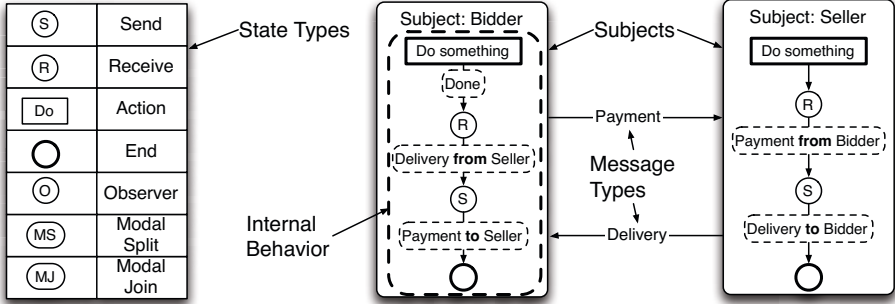 S Send
R Receive
Do Action
End
O Observer
MS Modal
Split
MJ Modal
Join
State Types
Internal
Behavior
Subject: Bidder
Do something
Done
R
Delivery from Seller
S
Payment to Seller
Subjects
Payment
Message
Types
Delivery
Subject: Seller
Do something
R
Payment from Bidder
S
Delivery to Bidder